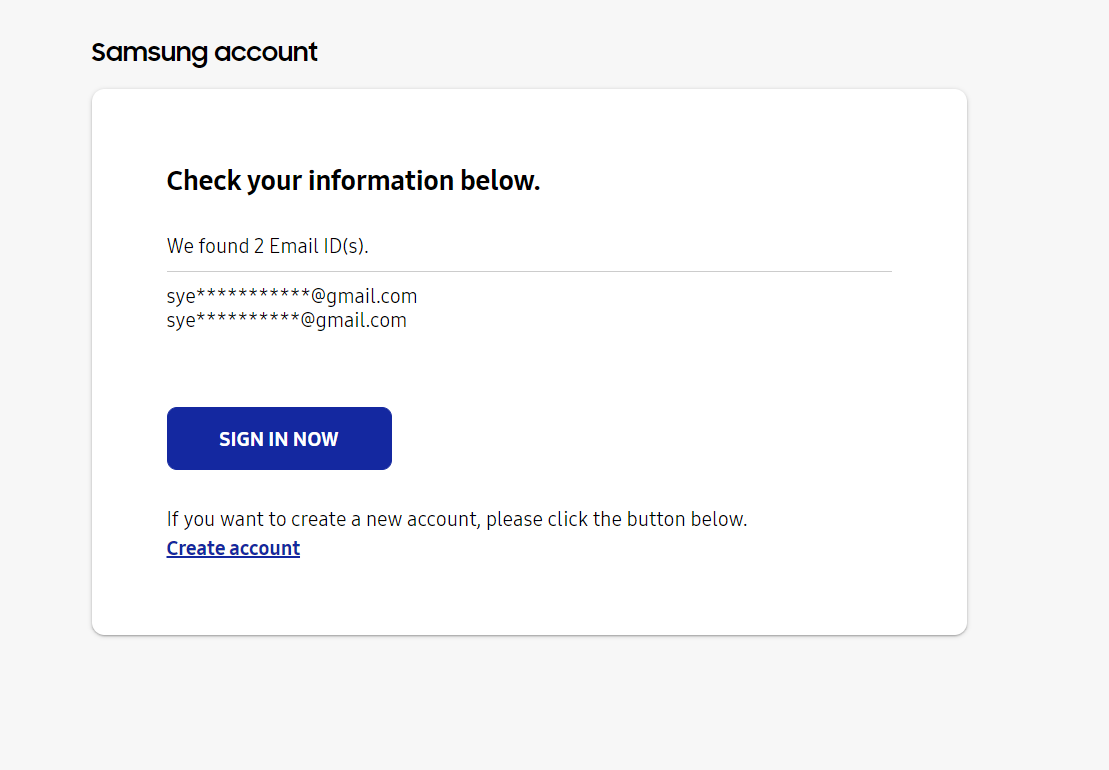 Samsung account
Check your information below.
We found 2 Email ID(s).
sye***********@gmail.com
sye**********@gmail.com
SIGN IN NOW
If you want to create a new account, please click the button below.
Create account